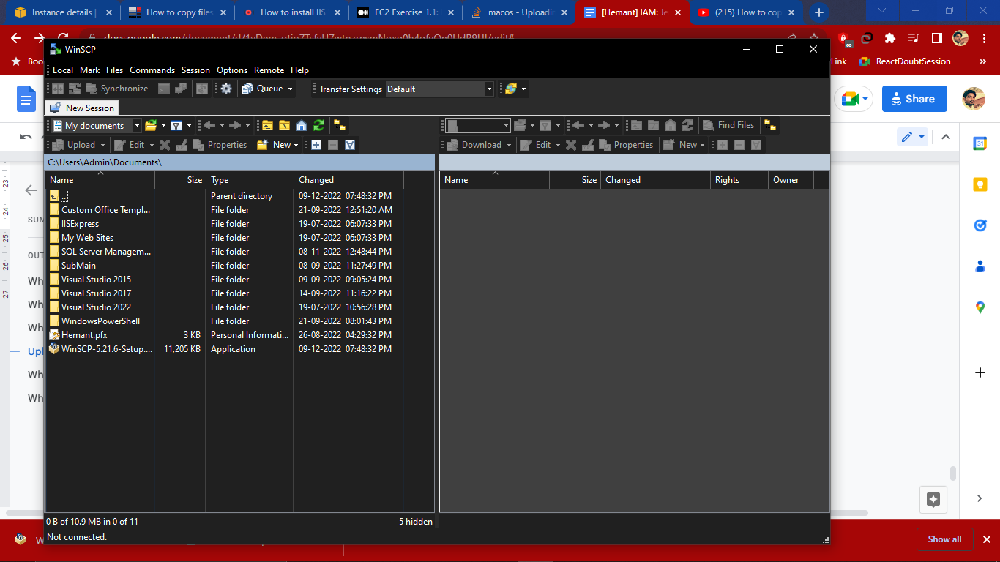 Instance details |
How to copy files
How to install IIS
EC2 Exercise 1.1:
macos - Uploadin
[Hemant] IAM: Je
(215) How to cop
Boo
Link
ReactDoubtSession
»
WinSCP
Local Mark Files Commands Session Options Remote Help
Synchronize
Queue
Transfer Settings Default
New Session
My documents
Find Files
Upload
Edit
Properties
New
Download
Edit
Properties
New
Share
C:\Users\Admin\Documents\
Name Size Type Changed
Name Size Changed Rights Owner
.. Parent directory 09-12-2022 07:48:32 PM
Custom Office Templ... File folder 21-09-2022 12:51:20 AM
IISExpress File folder 19-07-2022 06:07:33 PM
My Web Sites File folder 19-07-2022 06:07:33 PM
SQL Server Managem... File folder 08-11-2022 12:48:44 PM
SubMain File folder 08-09-2022 11:27:49 PM
Visual Studio 2015 File folder 09-09-2022 09:05:24 PM
Visual Studio 2017 File folder 14-09-2022 11:16:22 PM
Visual Studio 2022 File folder 19-07-2022 10:56:28 PM
WindowsPowerShell File folder 21-09-2022 08:01:43 PM
Hemant.pfx 3 KB Personal Informati... 26-08-2022 04:29:32 PM
WinSCP-5.21.6-Setup.... 11,205 KB Application 09-12-2022 07:48:32 PM
23
24
25
26
27
SUM
OUT
Wh
Wh
Wh
Upl
Wh
Wh
31
0 B of 10.9 MB in 0 of 11
5 hidden
Not connected.
W
Show all